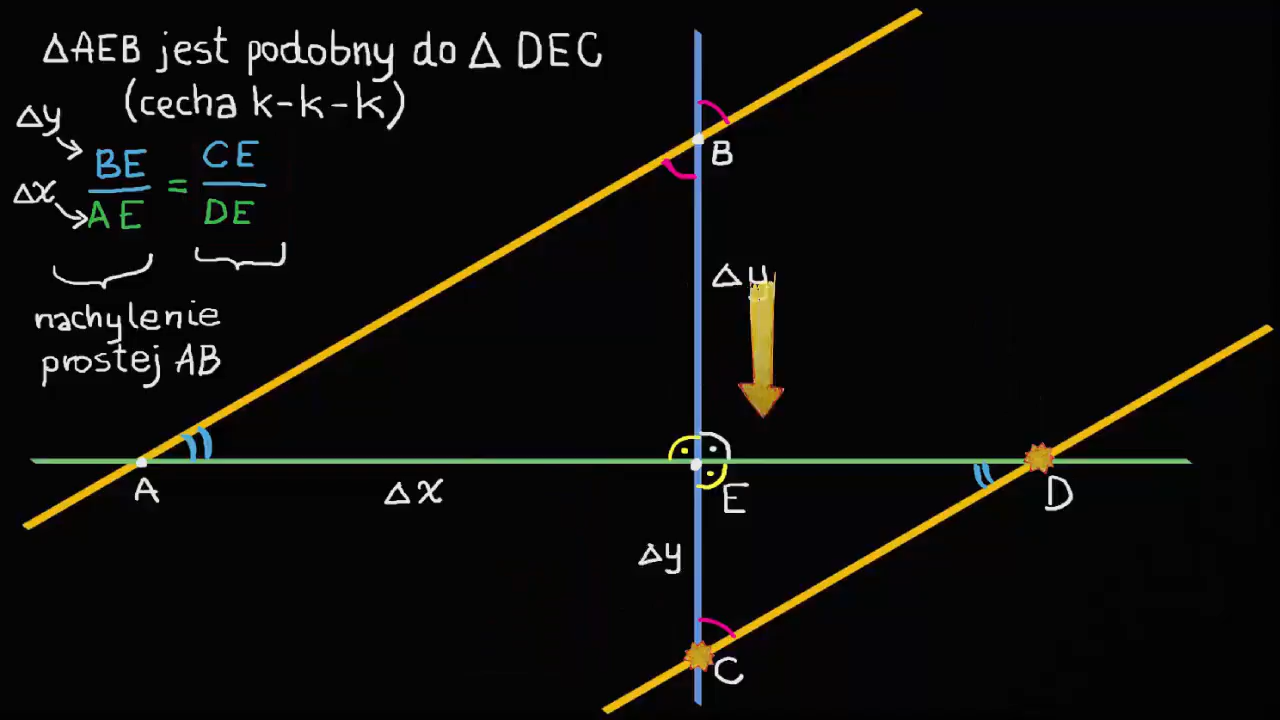 ΔAEB jest podobny do Δ DEC
(cecha k-k-k)
Δy
BE = CE
Δx
AE DE
nachylenie
prostej AB
B
Δy
A
Δx
E
D
Δy
C